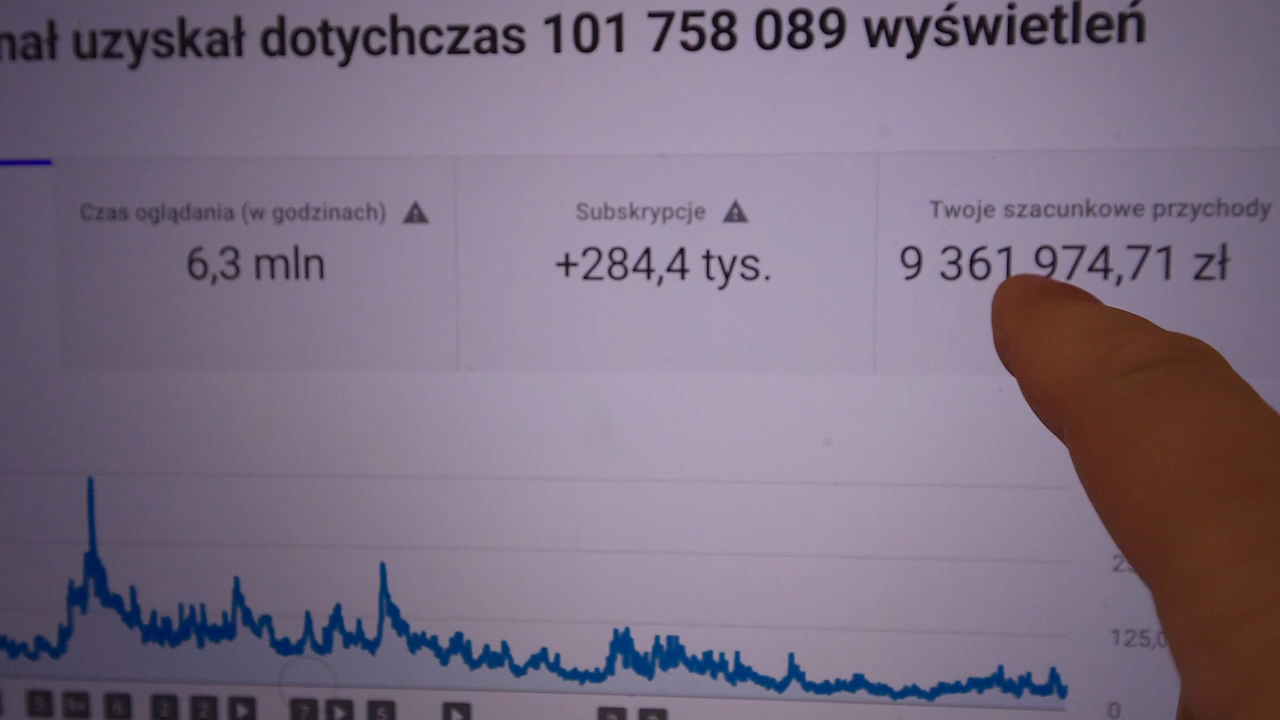 uzyskał dotychczas 101 758 089 wyświetleń
Czas oglądania (w godzinach)
6,3 mln
Subskrypcje
+284,4 tys.
Twoje szacunkowe przychody
9 361 974,71 zł
125,0
0